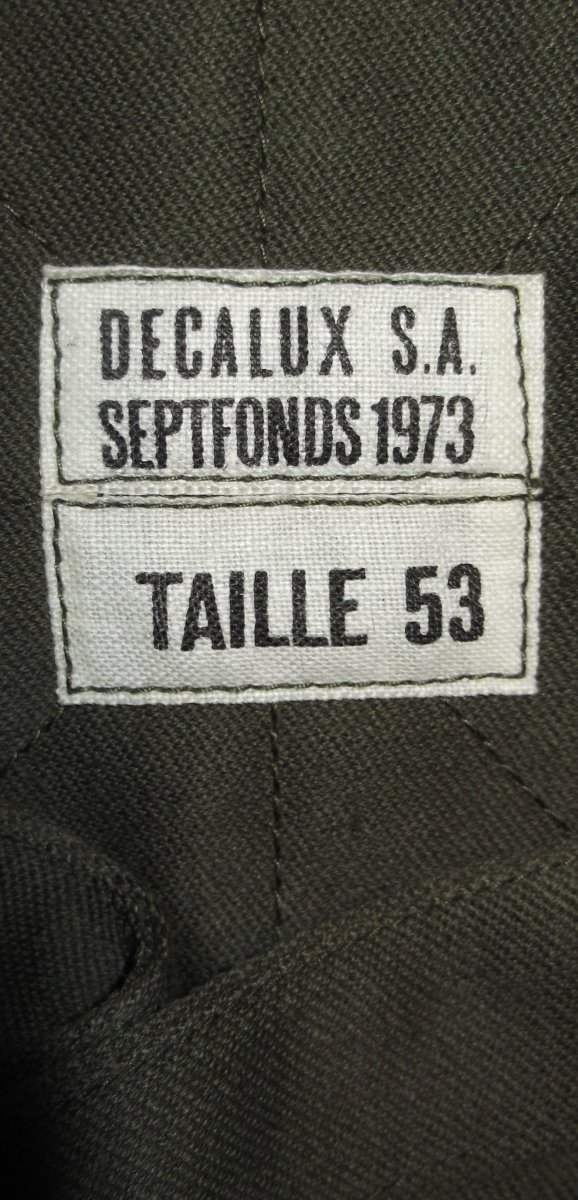 DECALUX S.A.
SEPTFONDS 1973
TAILLE 53